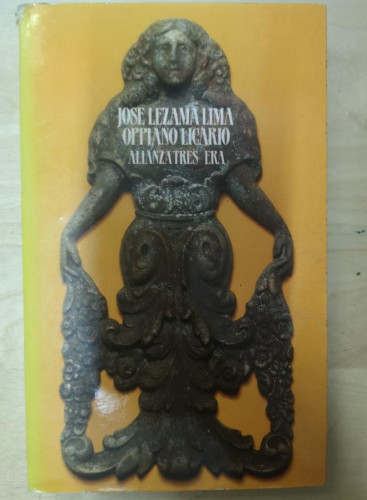 JOSE LEZAMA LIMA
OPPIANO LICARIO
ALIANZA TRES ERA